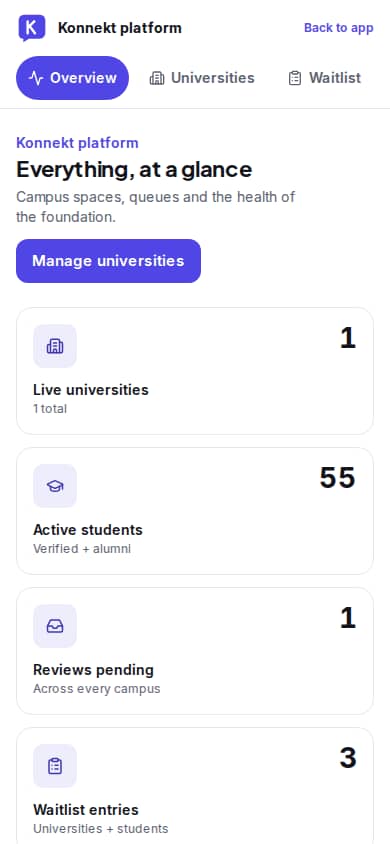 K
Konnekt platform
Back to app
Overview
Universities
Waitlist
Konnekt platform
Everything, at a glance
Campus spaces, queues and the health of
the foundation.
Manage universities
1
Live universities
1 total
55
Active students
Verified + alumni
1
Reviews pending
Across every campus
3
Waitlist entries
Universities + students